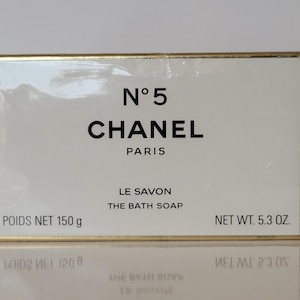 N°5
CHANEL
PARIS
LE SAVON
THE BATH SOAP
POIDS NET 150 g NET WT. 5.3 OZ.